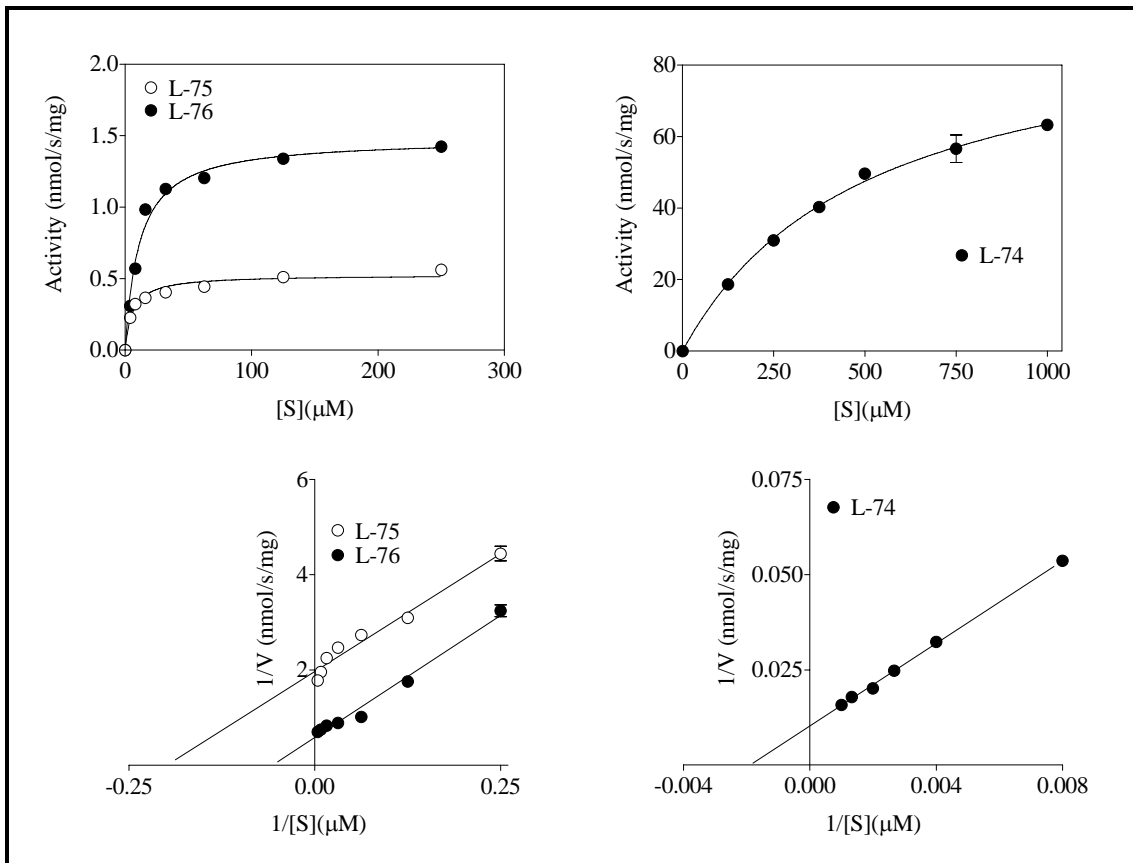 2.0
1.5
1.0
0.5
0.0
Activity (nmol/s/mg)
L-75
L-76
0
100
200
300
[S](μM)
80
60
40
20
0
Activity (nmol/s/mg)
L-74
0
250
500
750
1000
[S](μM)
6
4
2
1/V (nmol/s/mg)
L-75
L-76
-0.25
0.00
0.25
1/[S](μM)
0.075
0.050
0.025
1/V (nmol/s/mg)
L-74
-0.004
0.000
0.004
0.008
1/[S](μM)